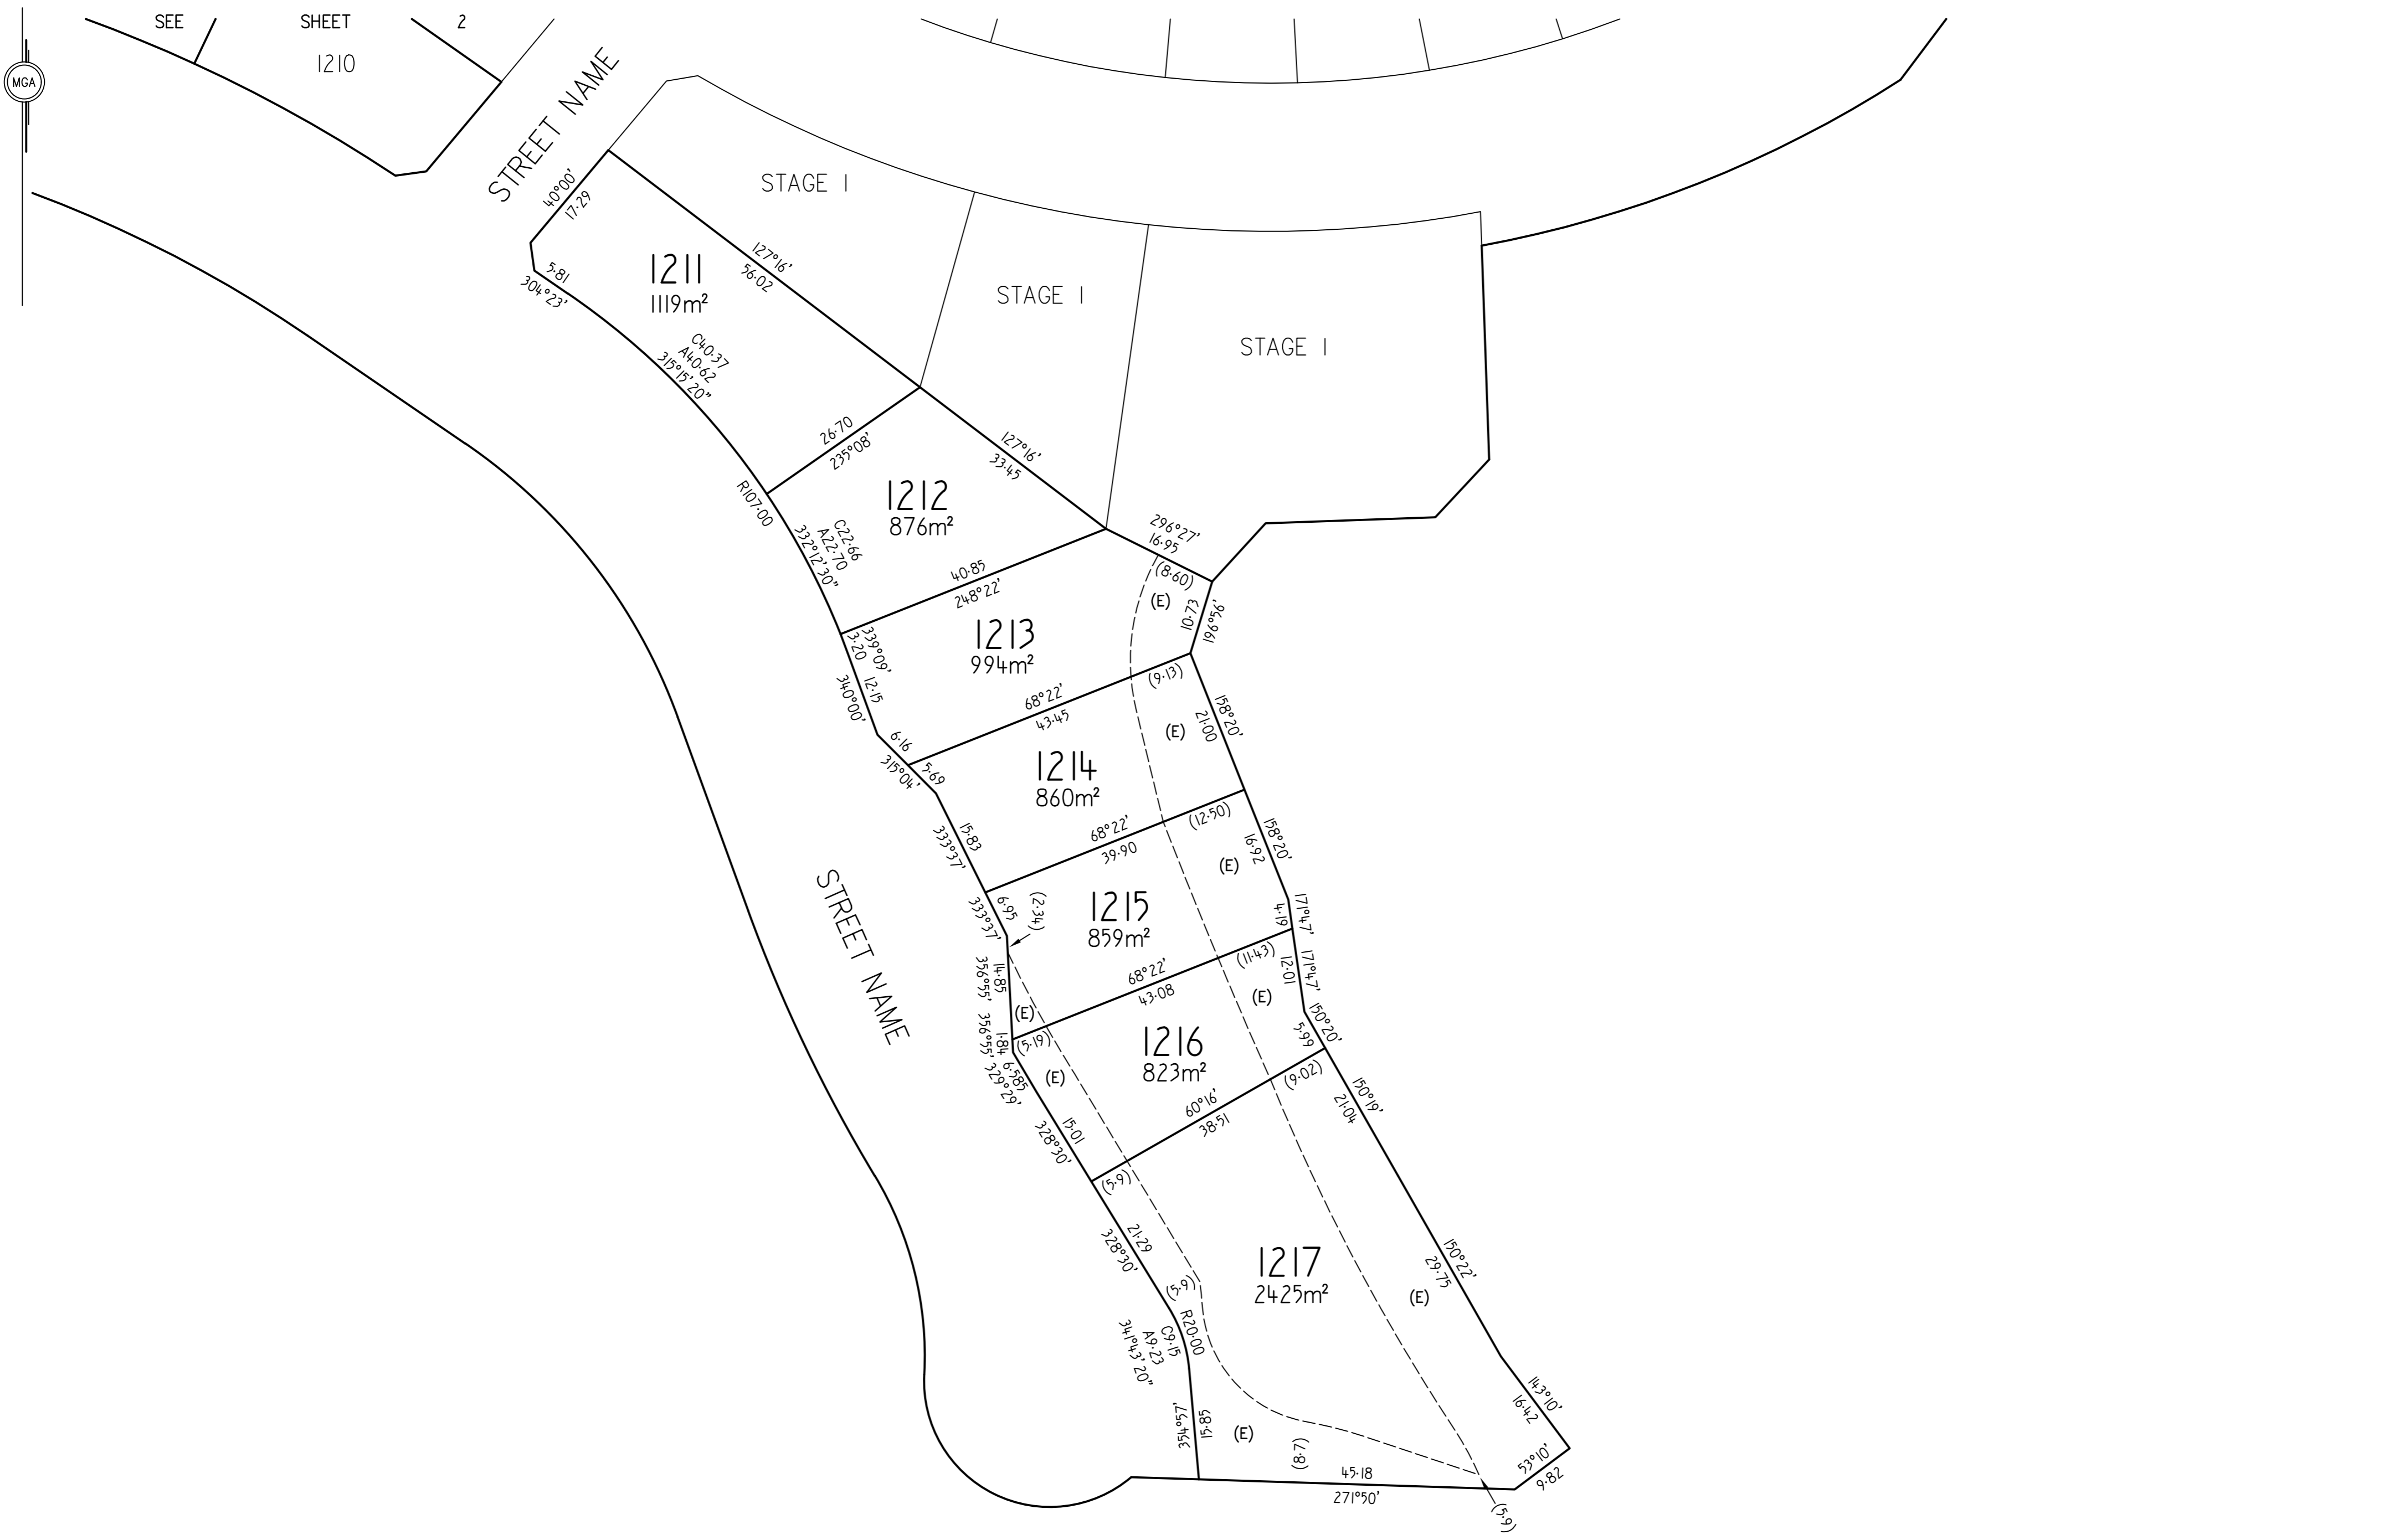 SEE SHEET 2
1210
MGA
STREET NAME
40°00'
17·29
STAGE 1
STAGE 1
STAGE 1
127°16'
56·02
5·81
304°23'
1211
1119m²
C40·37
A40·62
315°15'20"
26·70
235°08'
127°16'
33·45
R107·00
1212
876m²
C22·66
A22·70
332°12'30"
296°27'
16·95
(8·60)
(E)
10·73
196°56'
40·85
248°22'
1213
994m²
339°09'
3·20
12·15
340°00'
68°22'
43·45
(9·13)
6·16
315°04'
5·69
158°20'
21·00
(E)
1214
860m²
15·83
333°37'
68°22'
39·90
(12·50)
158°20'
16·92
(E)
STREET NAME
1215
859m²
6·95
333°37'
(2·34)
171°47'
4·19
14·85
356°55'
(E)
68°22'
43·08
(11·43)
171°47'
12·01
(E)
1·84
356°55'
(5·19)
1216
823m²
150°20'
5·99
6·585
329°29'
(E)
15·01
328°30'
60°16'
38·51
(9·02)
150°19'
21·04
(5·9)
21·29
328°30'
1217
2425m²
150°22'
29·75
(E)
(5·9)
R20·00
C9·15
A9·23
341°43'20"
354°57'
15·85
(E)
(8·7)
143°10'
16·42
53°10'
9·82
45·18
271°50'
(5·9)